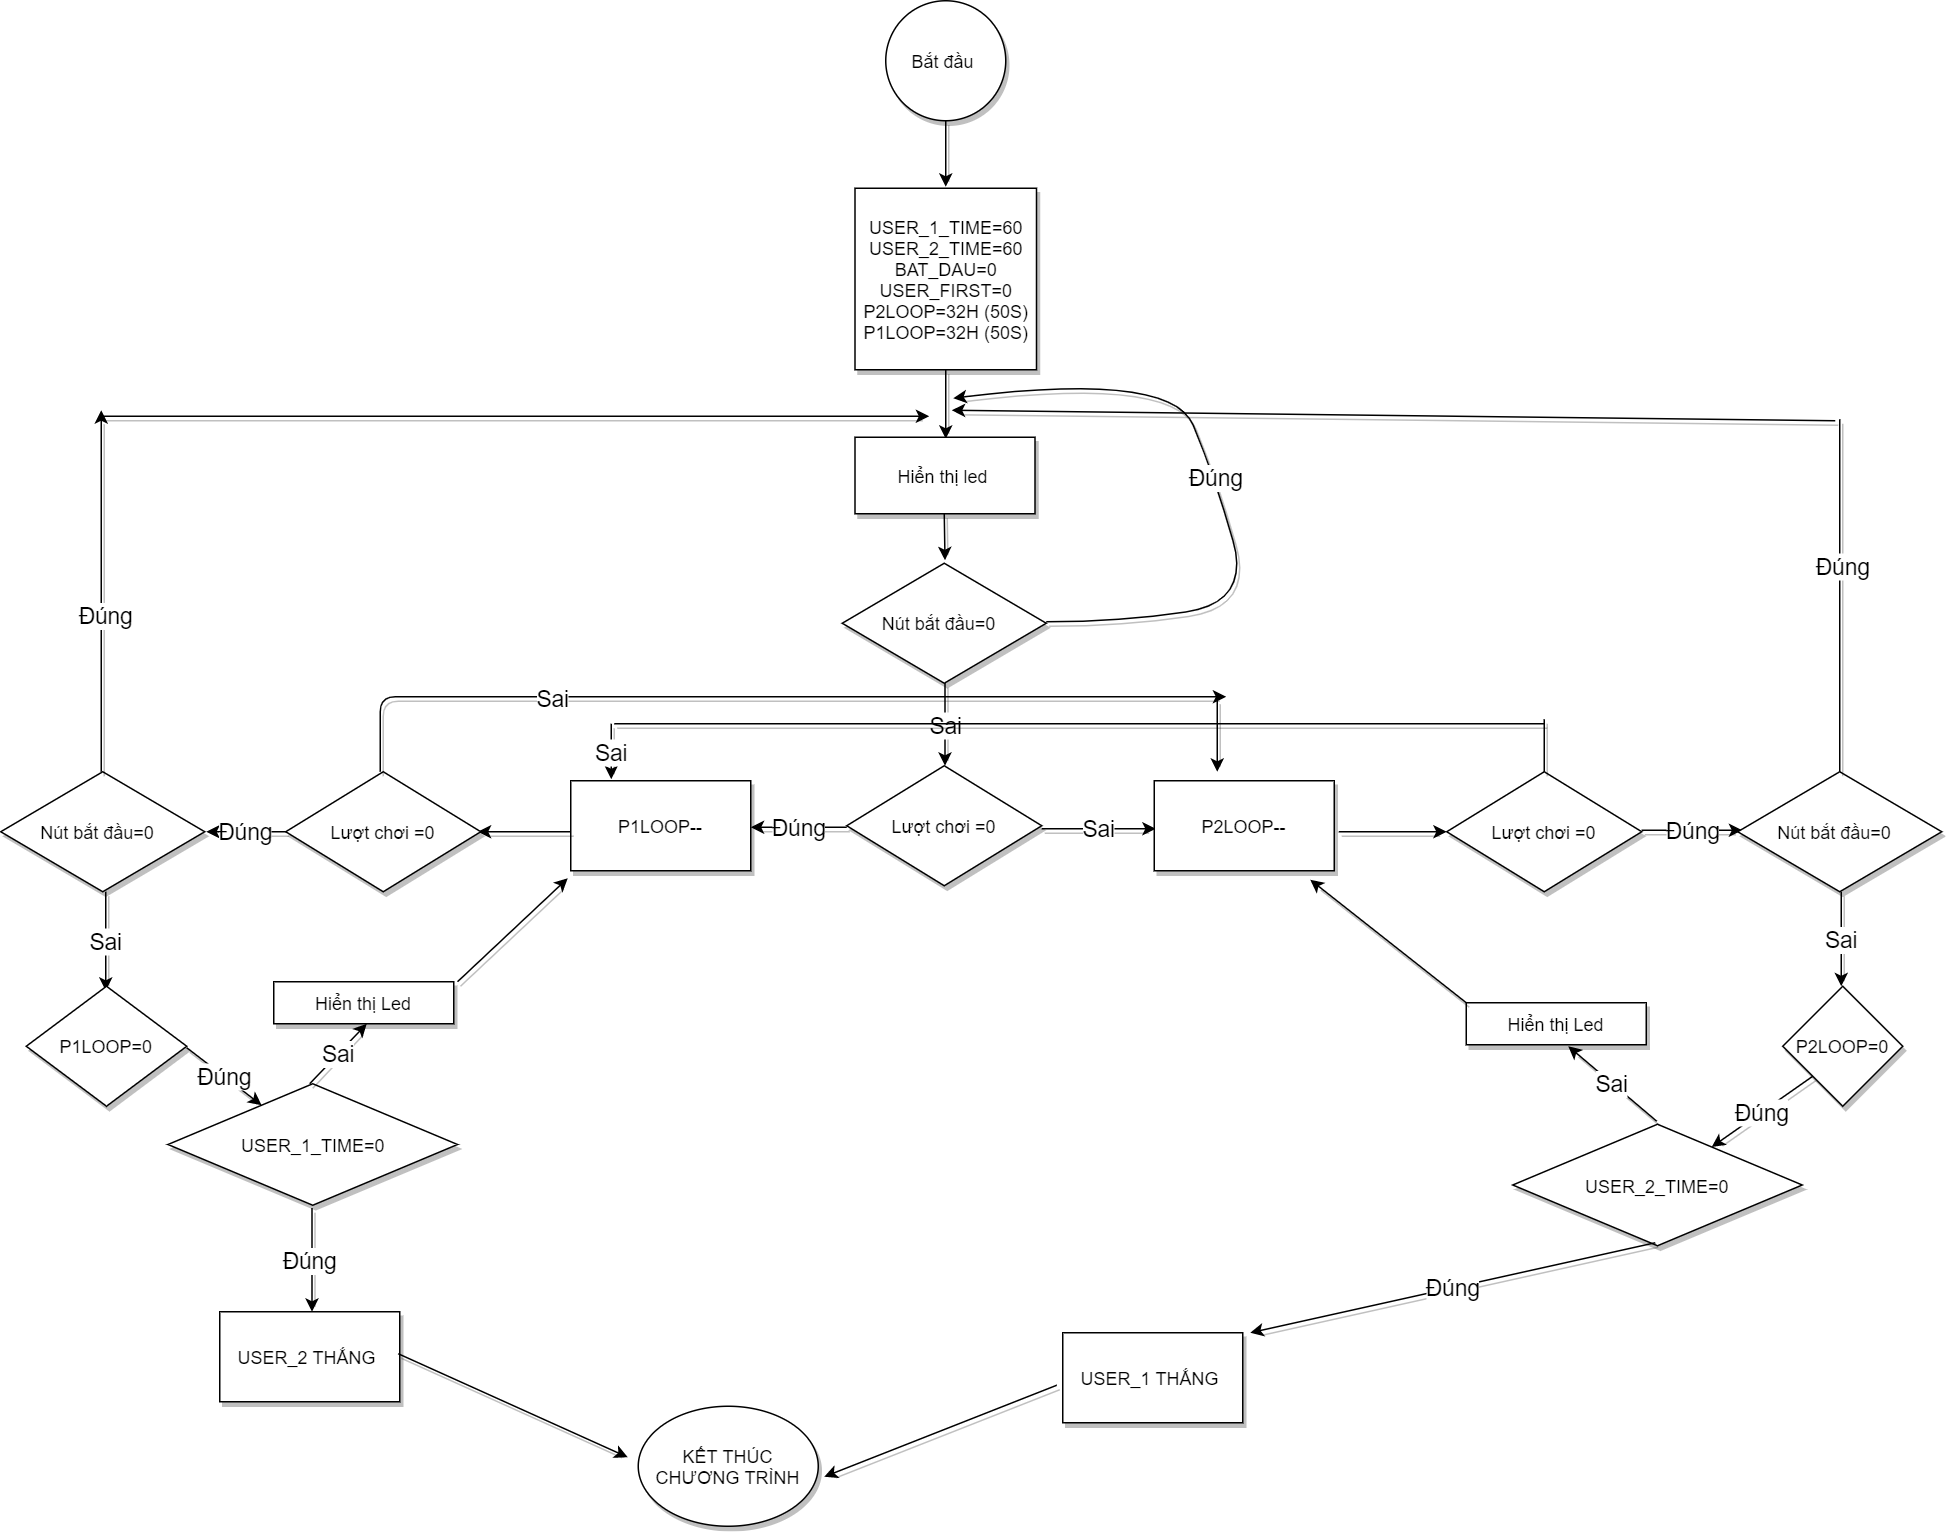 Bắt đầu
USER_1_TIME=60
USER_2_TIME=60
BAT_DAU=0
USER_FIRST=0
P2LOOP=32H (50S)
P1LOOP=32H (50S)
Hiển thị led
Đúng
Đúng
Đúng
Nút bắt đầu=0
Sai
Sai
Sai
Nút bắt đầu=0
Đúng
Lượt chơi =0
P1LOOP--
Đúng
Lượt chơi =0
Sai
P2LOOP--
Lượt chơi =0
Đúng
Nút bắt đầu=0
Sai
Sai
Hiển thị Led
Hiển thị Led
P1LOOP=0
Sai
P2LOOP=0
Đúng
Sai
Đúng
USER_1_TIME=0
USER_2_TIME=0
Đúng
Đúng
USER_2 THẮNG
USER_1 THẮNG
KẾT THÚC
CHƯƠNG TRÌNH